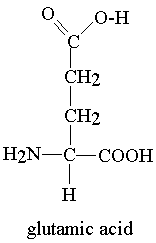 O O-H
C
CH2
CH2
H2N-C-COOH
H
glutamic acid